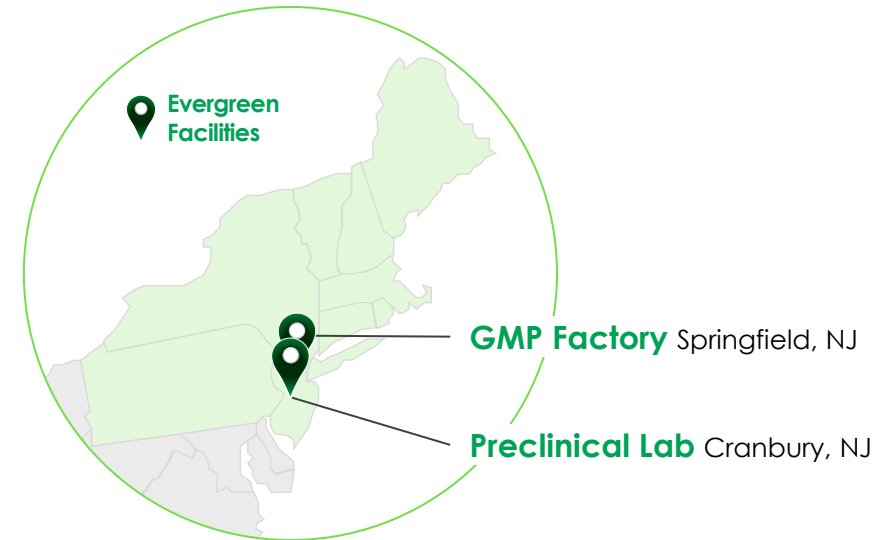 Evergreen
Facilities
GMP Factory Springfield, NJ
Preclinical Lab Cranbury, NJ